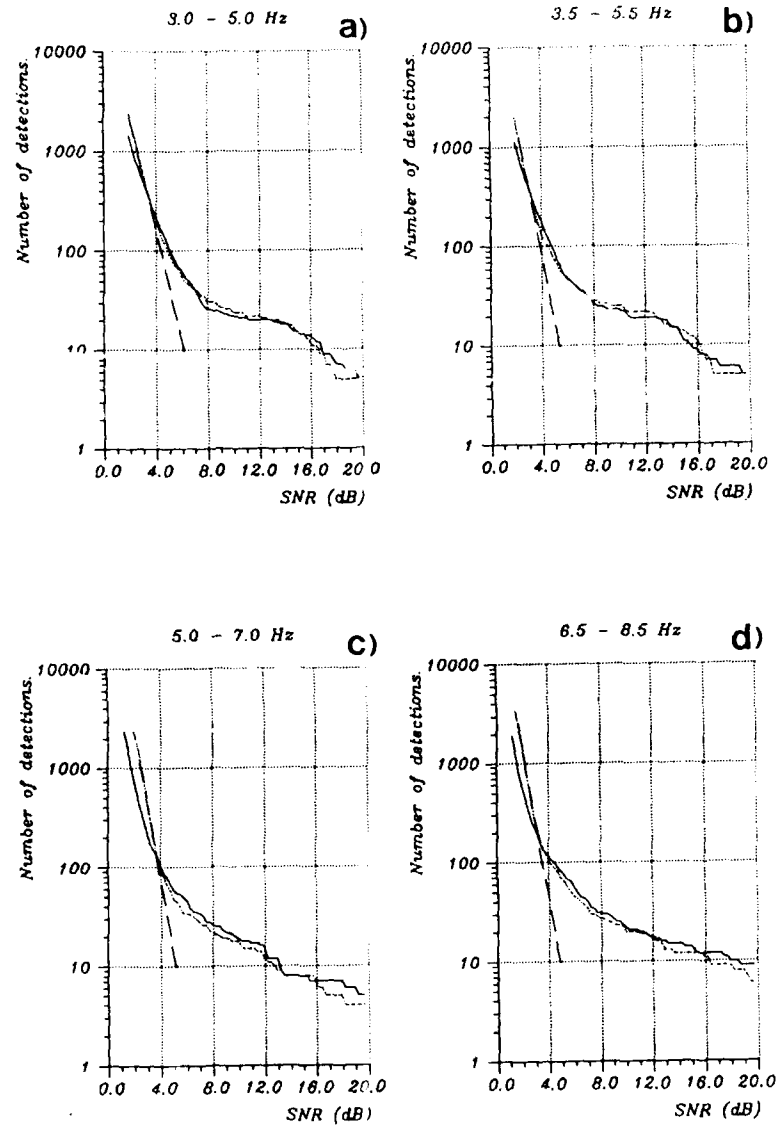 3.0 - 5.0 Hz
a)
Number of detections.
10000
1000
100
10
1
0.0 4.0 8.0 12.0 16.0 20.0
SNR (dB)
3.5 - 5.5 Hz
b)
Number of detections.
10000
1000
100
10
1
0.0 4.0 8.0 12.0 16.0 20.0
SNR (dB)
5.0 - 7.0 Hz
c)
Number of detections.
10000
1000
100
10
1
0.0 4.0 8.0 12.0 16.0 20.0
SNR (dB)
6.5 - 8.5 Hz
d)
Number of detections.
10000
1000
100
10
1
0.0 4.0 8.0 12.0 16.0 20.0
SNR (dB)